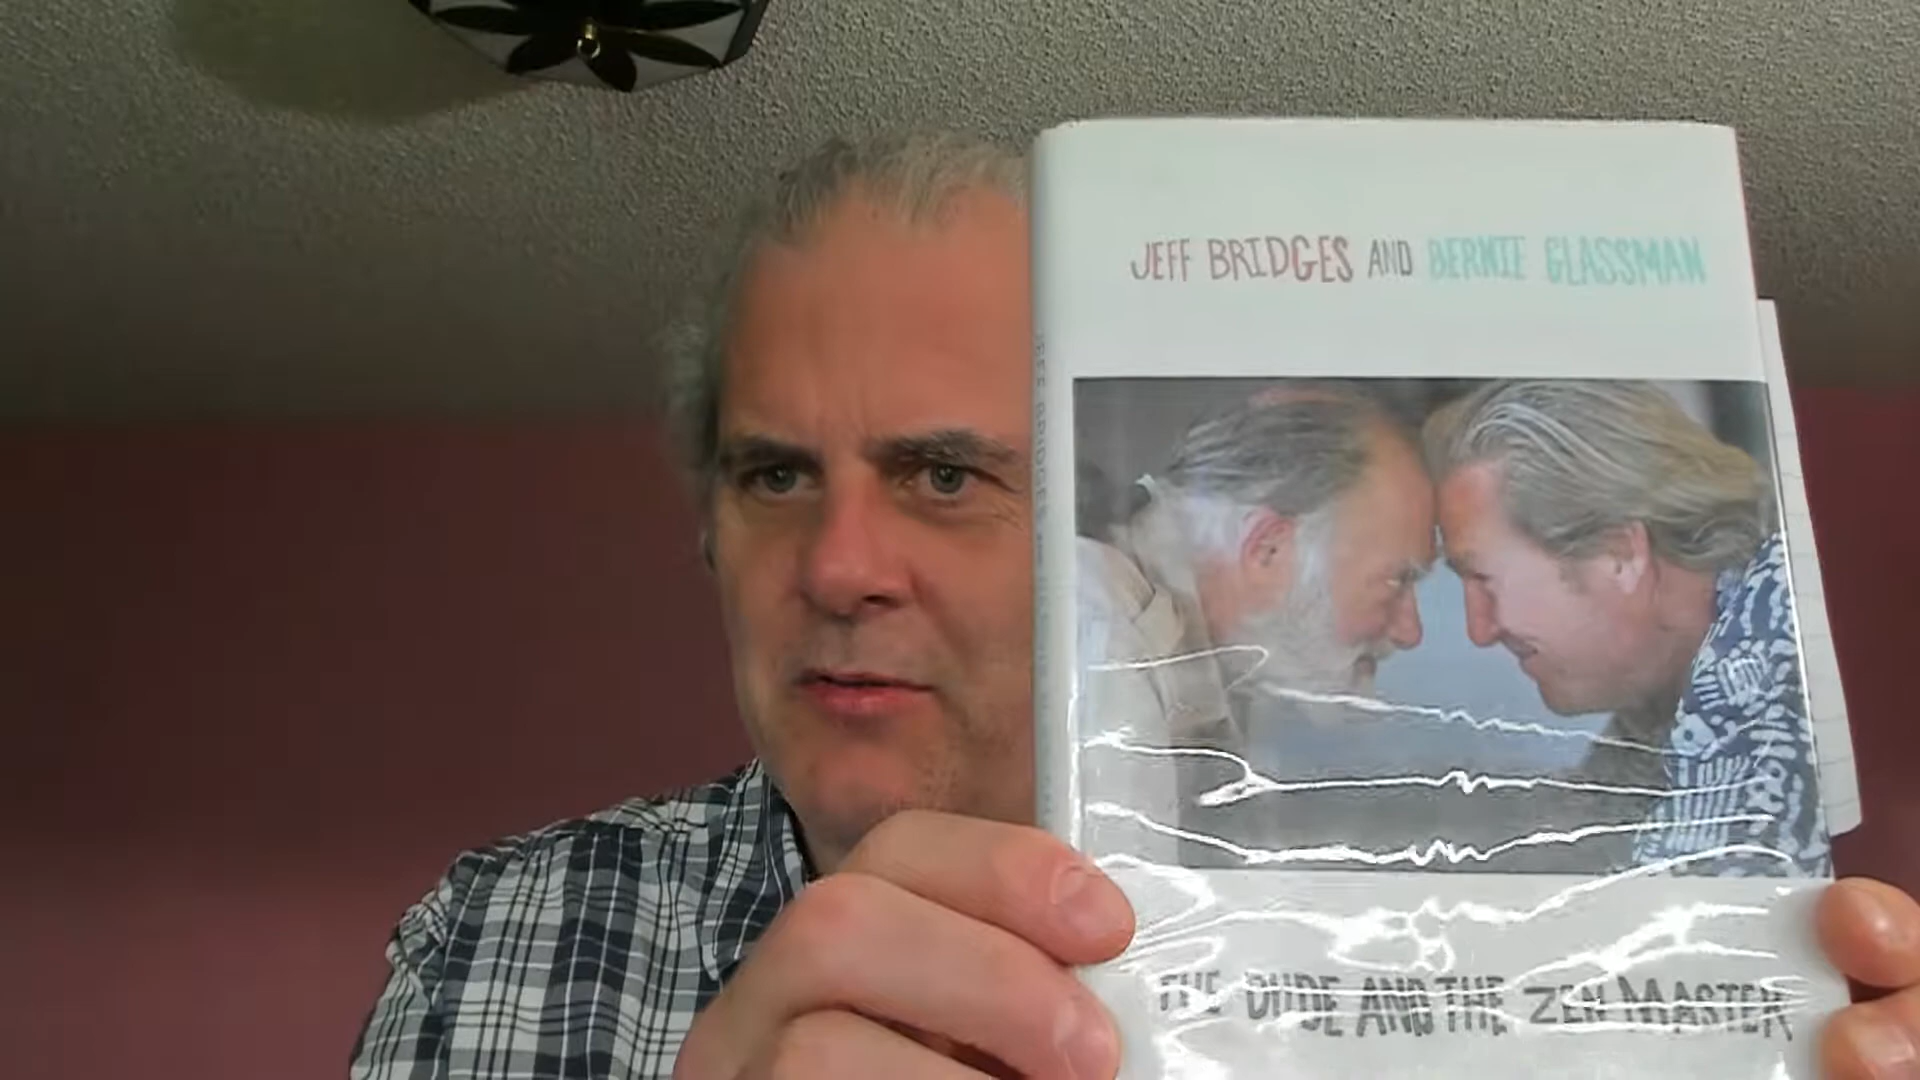 JEFF BRIDGES AND BERNIE GLASSMAN
THE DUDE AND THE ZEN MASTER